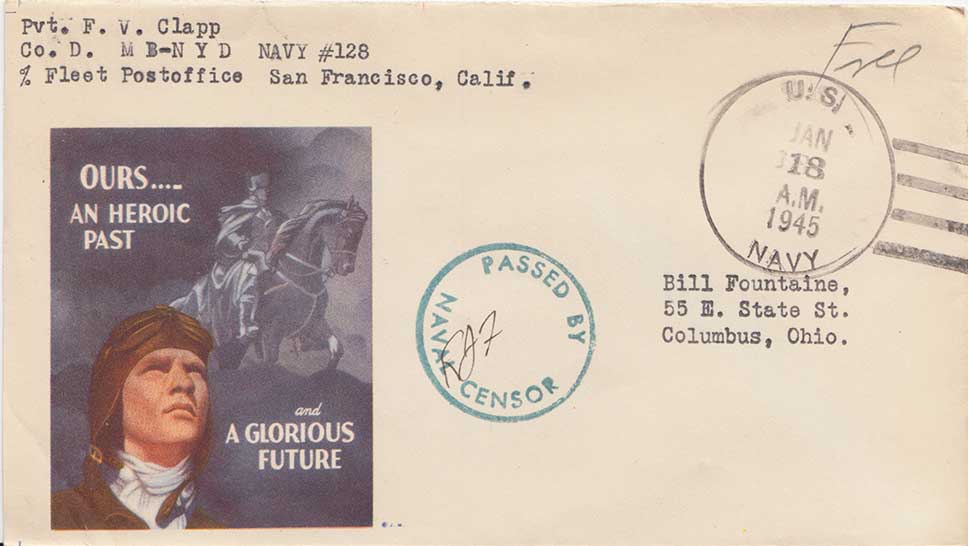 Pvt. F. V. Clapp
Co. D. M B-N Y D NAVY #128
% Fleet Postoffice San Francisco, Calif.
Free
U.S.
JAN
18
A.M.
1945
NAVY
OURS....
AN HEROIC
PAST
and
A GLORIOUS
FUTURE
PASSED BY
NAVAL
CENSOR
Bill Fountaine,
55 E. State St.
Columbus, Ohio.